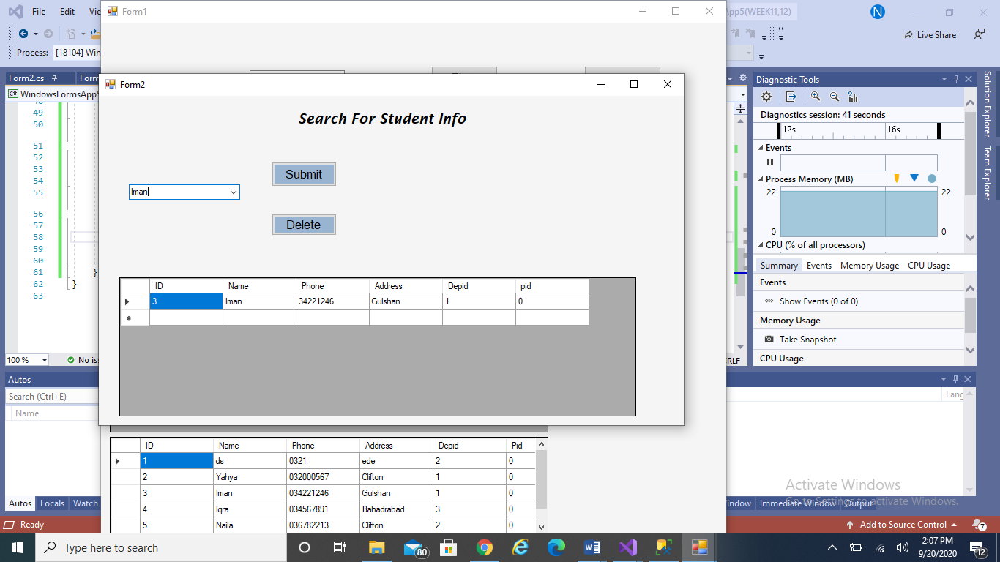 File Edit Vie
Form1
App5(WEEK11,12)
N
Live Share
Process: [18104] Win
Form2.cs Form
C# WindowsFormsApp5
Form2
Search For Student Info
Submit
Iman
Delete
ID Name Phone Address Depid pid
3 Iman 34221246 Gulshan 1 0
49
50
51
52
53
54
55
56
57
58
59
60
61 }
62 }
63
100 % No is
CRLF
Diagnostic Tools
Diagnostics session: 41 seconds
12s 16s
Events
Process Memory (MB)
22 22
0 0
CPU (% of all processors)
Summary Events Memory Usage CPU Usage
Events
Show Events (0 of 0)
Memory Usage
Take Snapshot
CPU Usage
Solution Explorer
Team Explorer
Autos
Search (Ctrl+E)
Name
Lang
ID Name Phone Address Depid Pid
1 ds 0321 ede 2 0
2 Yahya 032000567 Clifton 1 0
3 Iman 034221246 Gulshan 1 0
4 Iqra 034567891 Bahadrabad 3 0
5 Naila 036782213 Clifton 2 0
Activate Windows
Go to Settings to activate Windows.
Autos Locals Watch
indow Immediate Window Output
Ready
Add to Source Control
7
Type here to search
80
2:07 PM
9/20/2020
12